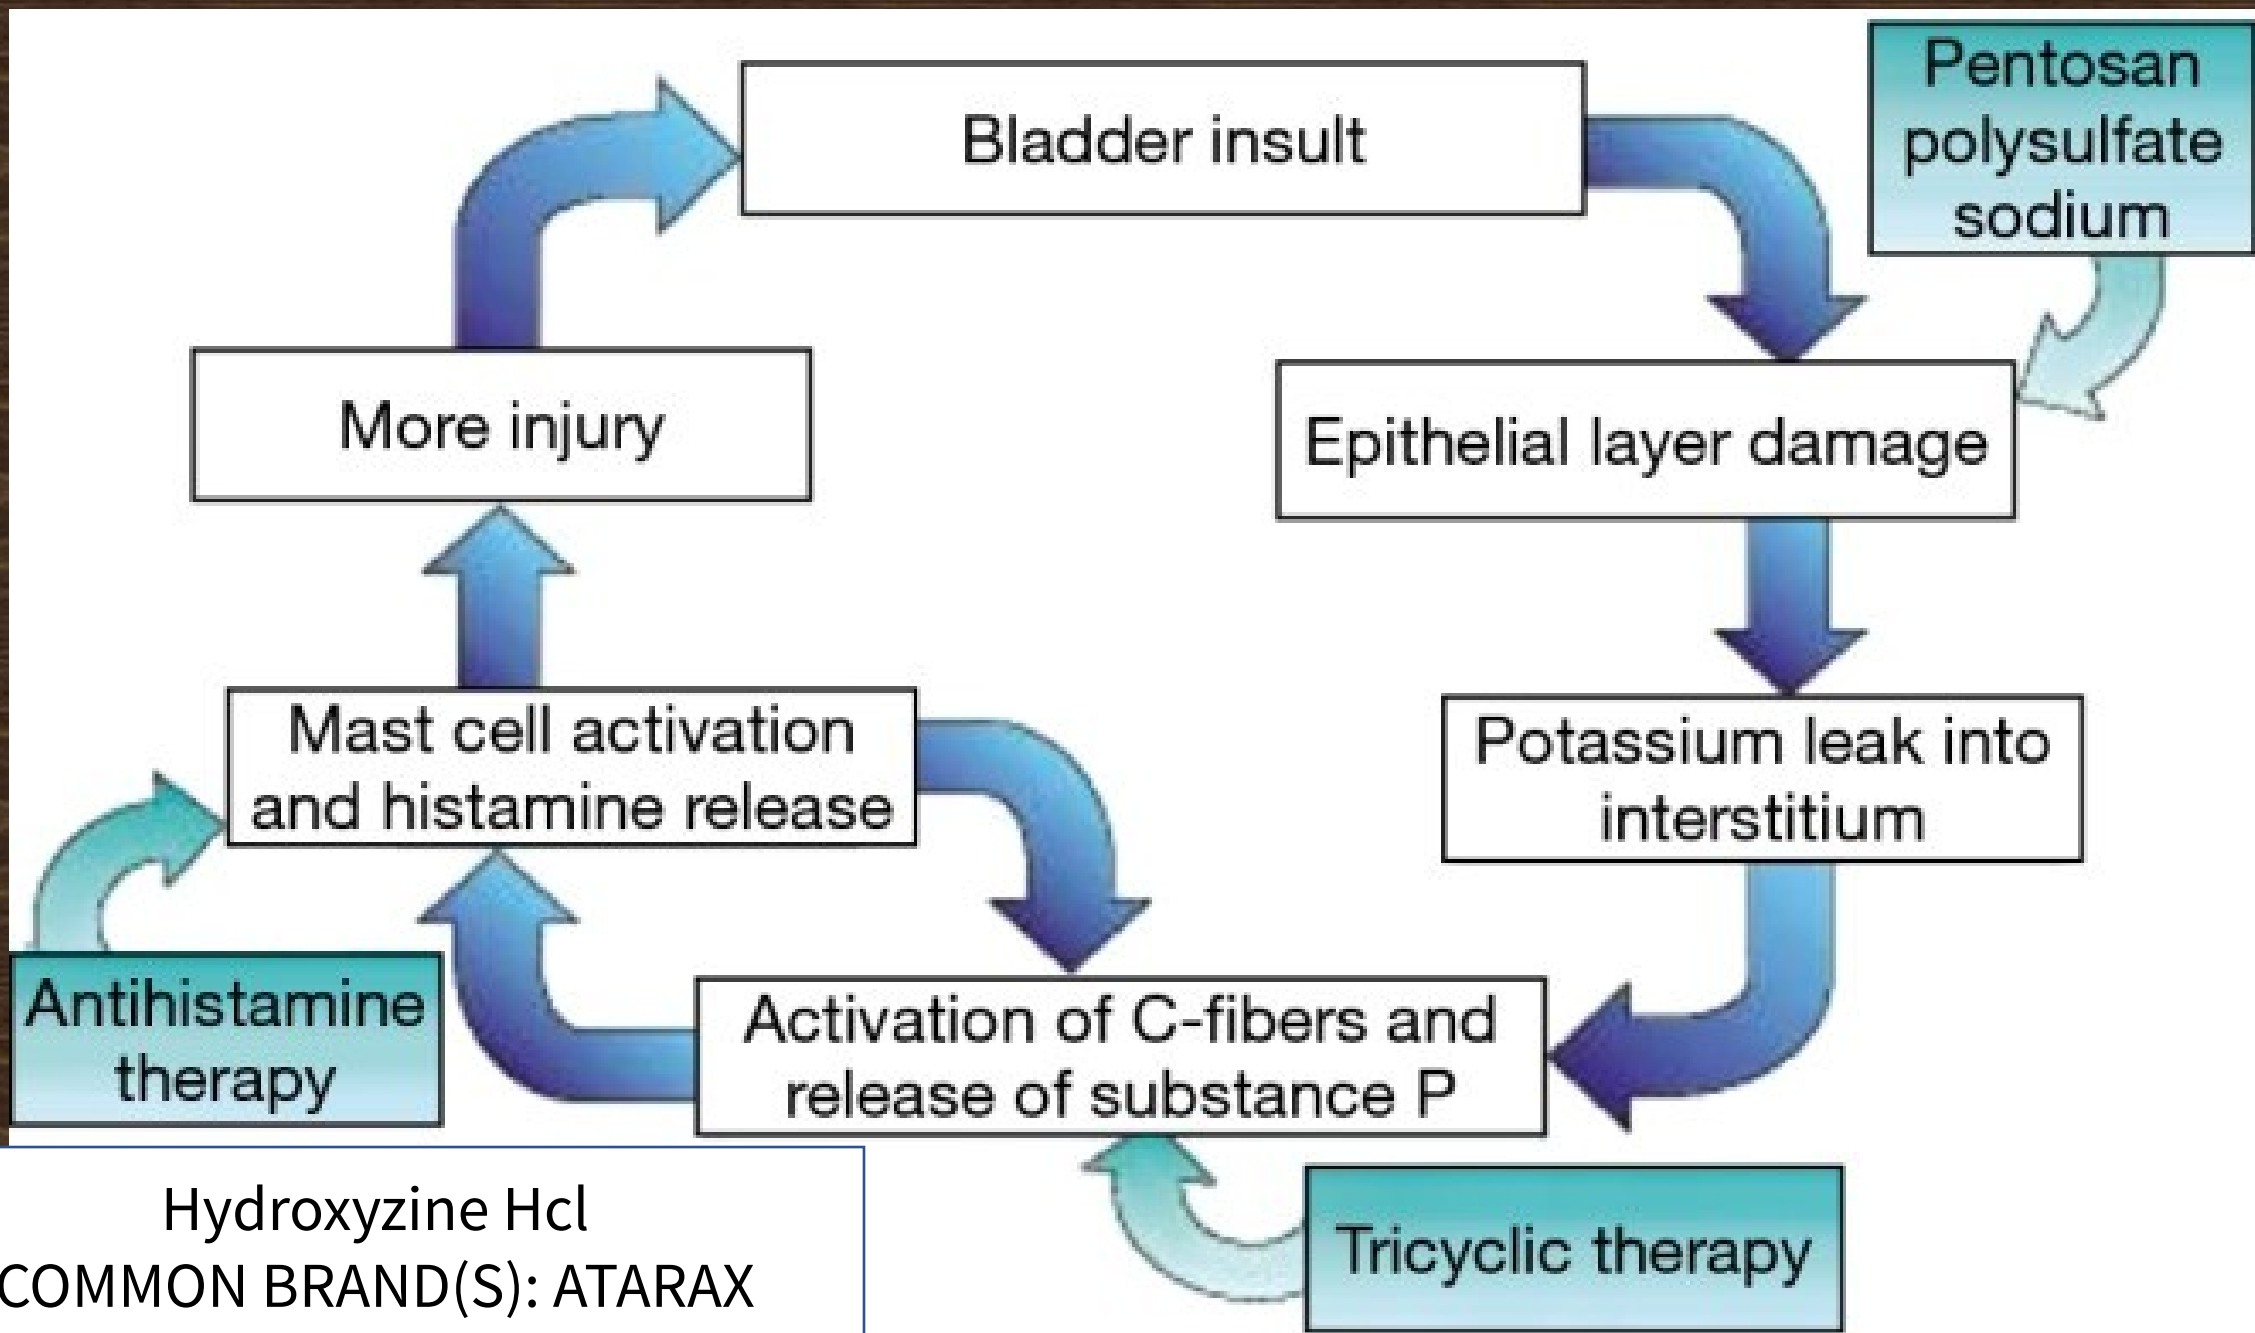 Bladder insult
Pentosan
polysulfate
sodium
More injury
Epithelial layer damage
Mast cell activation
and histamine release
Potassium leak into
interstitium
Antihistamine
therapy
Activation of C-fibers and
release of substance P
Hydroxyzine Hcl
COMMON BRAND(S): ATARAX
Tricyclic therapy